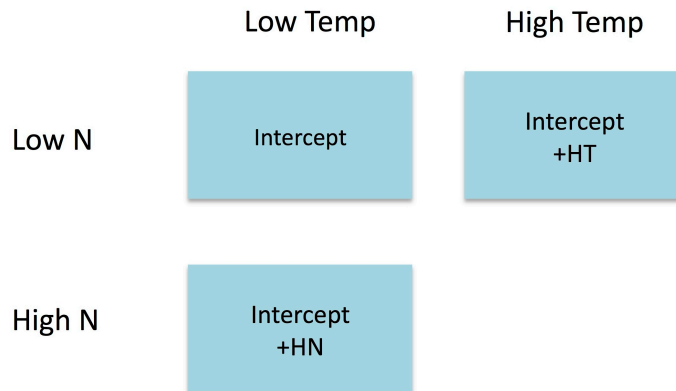 Low Temp
High Temp
Low N
Intercept
Intercept
+HT
High N
Intercept
+HN